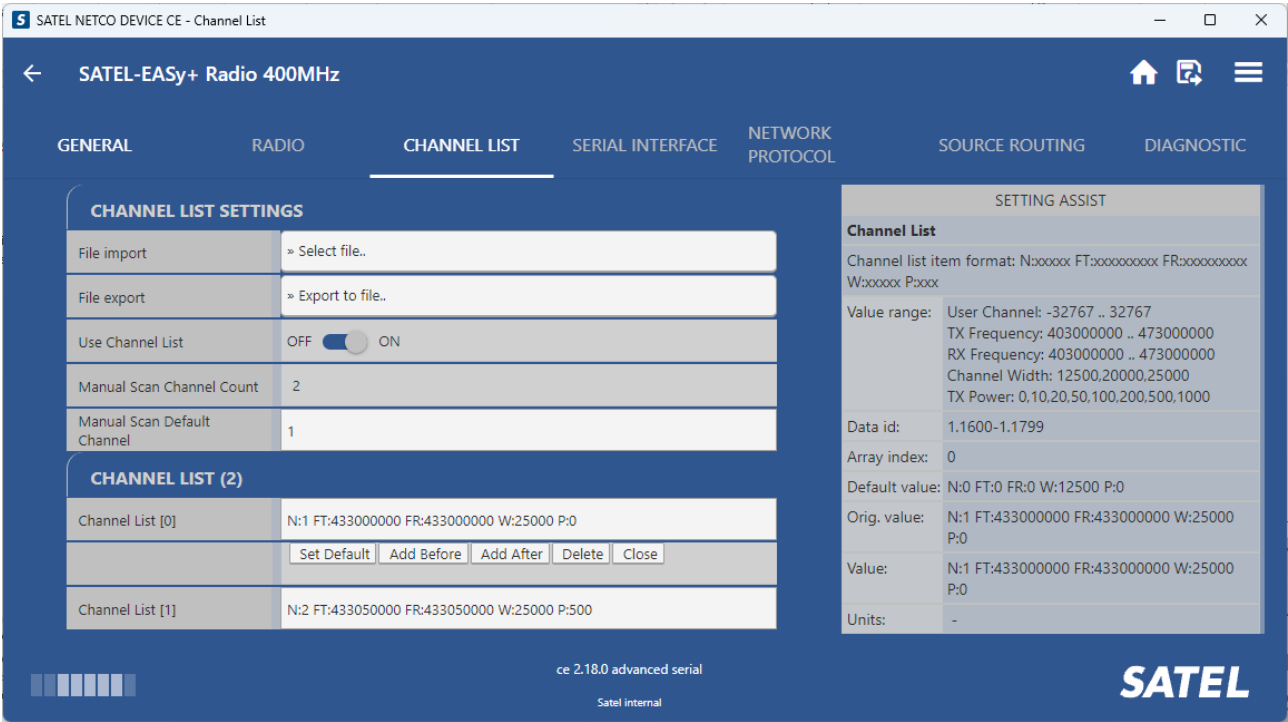 S SATEL NETCO DEVICE CE - Channel List
SATEL-EASy+ Radio 400MHz
GENERAL
RADIO
CHANNEL LIST
SERIAL INTERFACE
NETWORK
PROTOCOL
SOURCE ROUTING
DIAGNOSTIC
CHANNEL LIST SETTINGS
File import
» Select file..
File export
» Export to file..
Use Channel List
OFF ON
Manual Scan Channel Count
2
Manual Scan Default
Channel
1
CHANNEL LIST (2)
Channel List [0]
N:1 FT:433000000 FR:433000000 W:25000 P:0
Set Default Add Before Add After Delete Close
Channel List [1]
N:2 FT:433050000 FR:433050000 W:25000 P:500
SETTING ASSIST
Channel List
Channel list item format: N:xxxxx FT:xxxxxxxxx FR:xxxxxxxxx
W:xxxxx P:xxx
Value range: User Channel: -32767 .. 32767
TX Frequency: 403000000 .. 473000000
RX Frequency: 403000000 .. 473000000
Channel Width: 12500,20000,25000
TX Power: 0,10,20,50,100,200,500,1000
Data id: 1.1600-1.1799
Array index: 0
Default value: N:0 FT:0 FR:0 W:12500 P:0
Orig. value: N:1 FT:433000000 FR:433000000 W:25000
P:0
Value: N:1 FT:433000000 FR:433000000 W:25000
P:0
Units: -
ce 2.18.0 advanced serial
Satel internal
SATEL